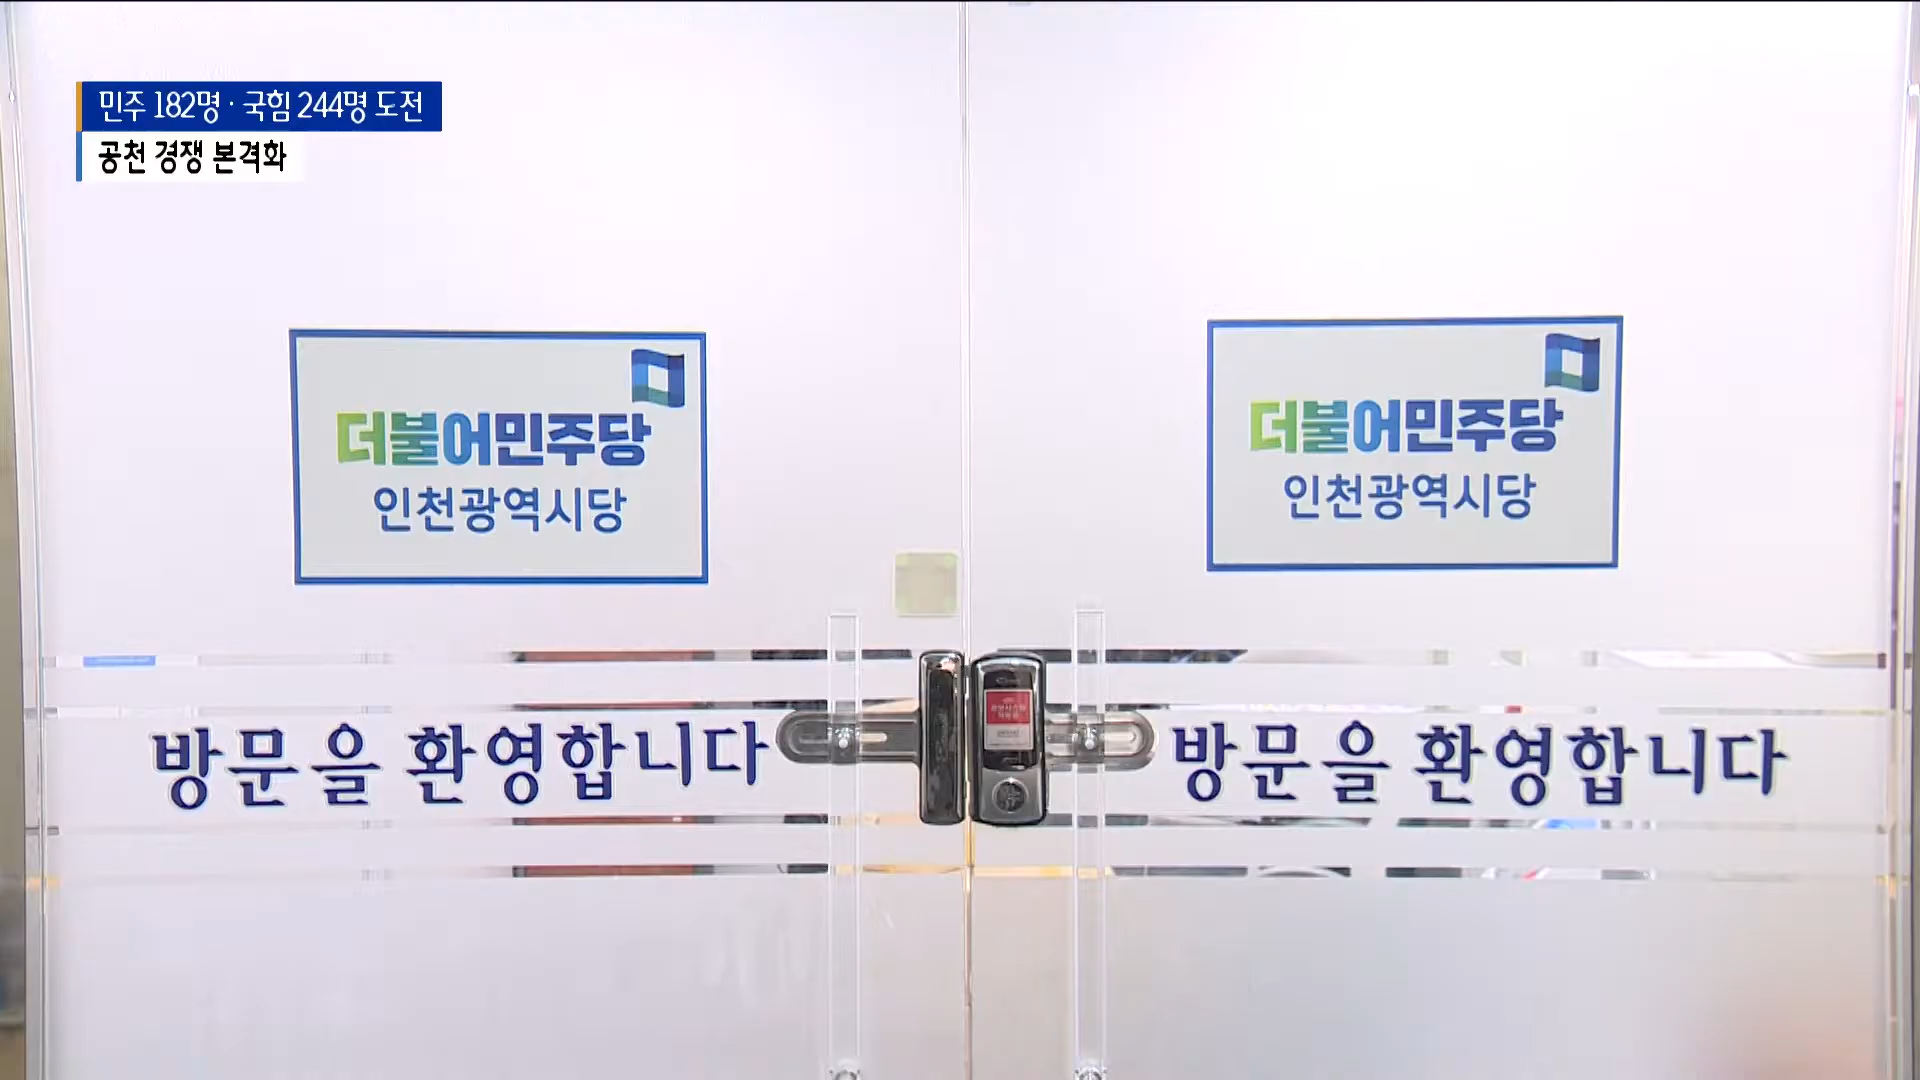 민주 182명·국힘 244명 도전
공천 경쟁 본격화
더불어민주당
인천광역시당
더불어민주당
인천광역시당
방문을 환영합니다
방문을 환영합니다